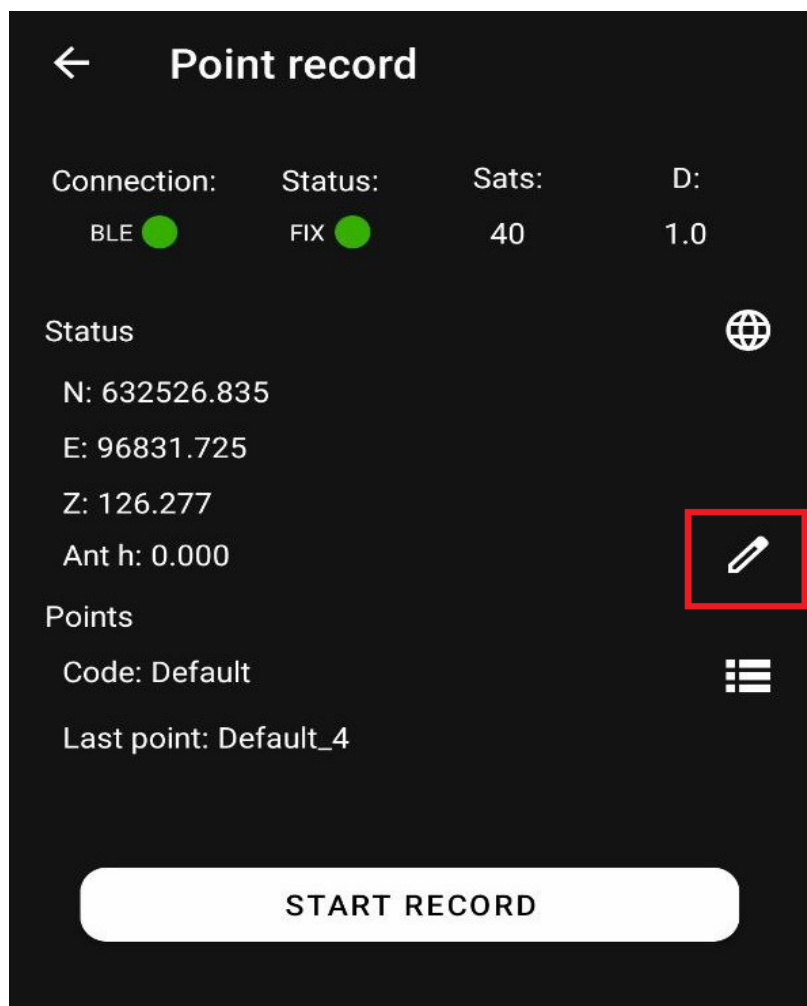 Point record
Connection: Status: Sats: D:
BLE FIX 40 1.0
Status
N: 632526.835
E: 96831.725
Z: 126.277
Ant h: 0.000
Points
Code: Default
Last point: Default_4
START RECORD